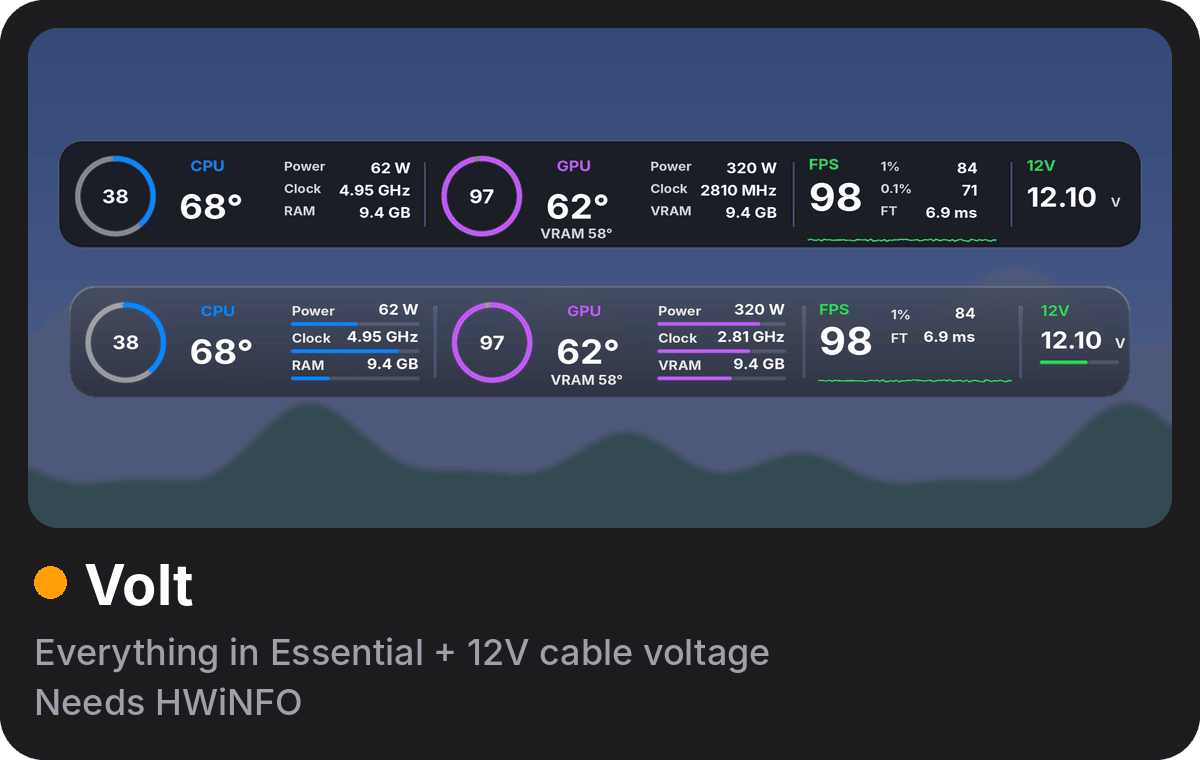 38
CPU
68°
Power 62 W
Clock 4.95 GHz
RAM 9.4 GB
97
GPU
62°
VRAM 58°
Power 320 W
Clock 2810 MHz
VRAM 9.4 GB
FPS
98
1% 84
0.1% 71
FT 6.9 ms
12V
12.10 V
38
CPU
68°
Power 62 W
Clock 4.95 GHz
RAM 9.4 GB
97
GPU
62°
VRAM 58°
Power 320 W
Clock 2.81 GHz
VRAM 9.4 GB
FPS
98
1% 84
FT 6.9 ms
12V
12.10 V
Volt
Everything in Essential + 12V cable voltage
Needs HWiNFO